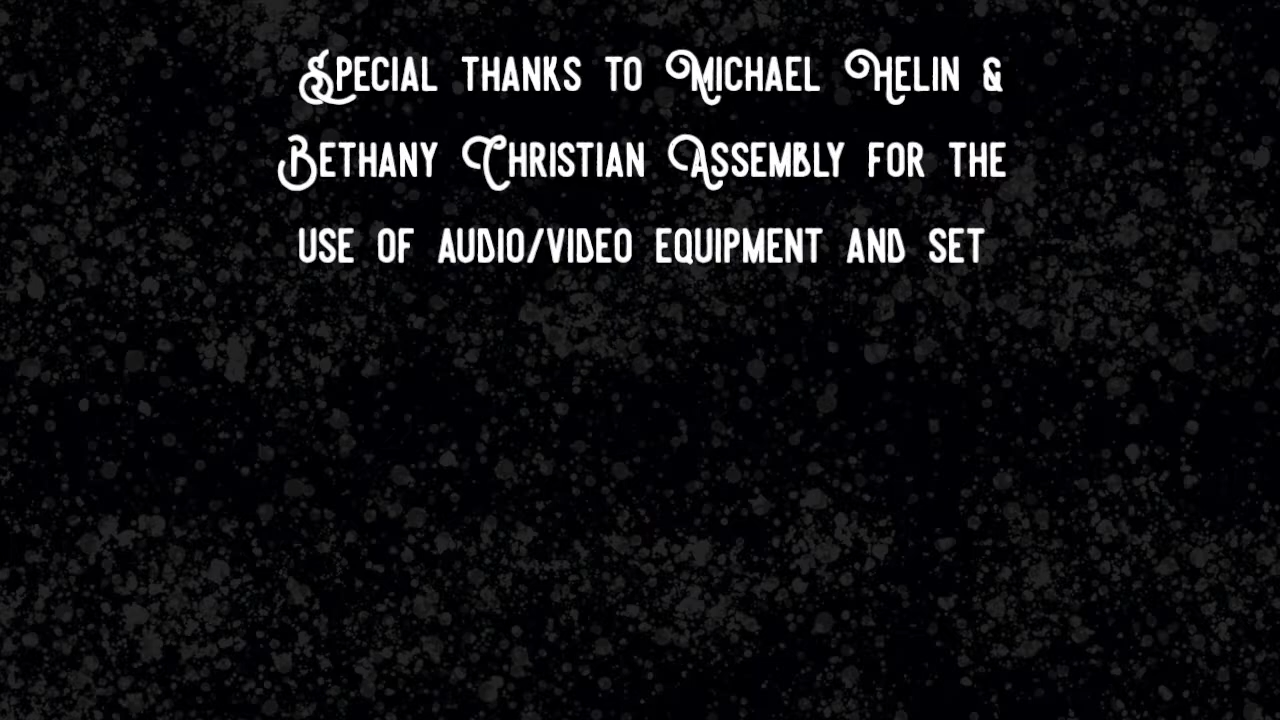 Special thanks to Michael Helin &
Bethany Christian Assembly for the
use of audio/video equipment and set